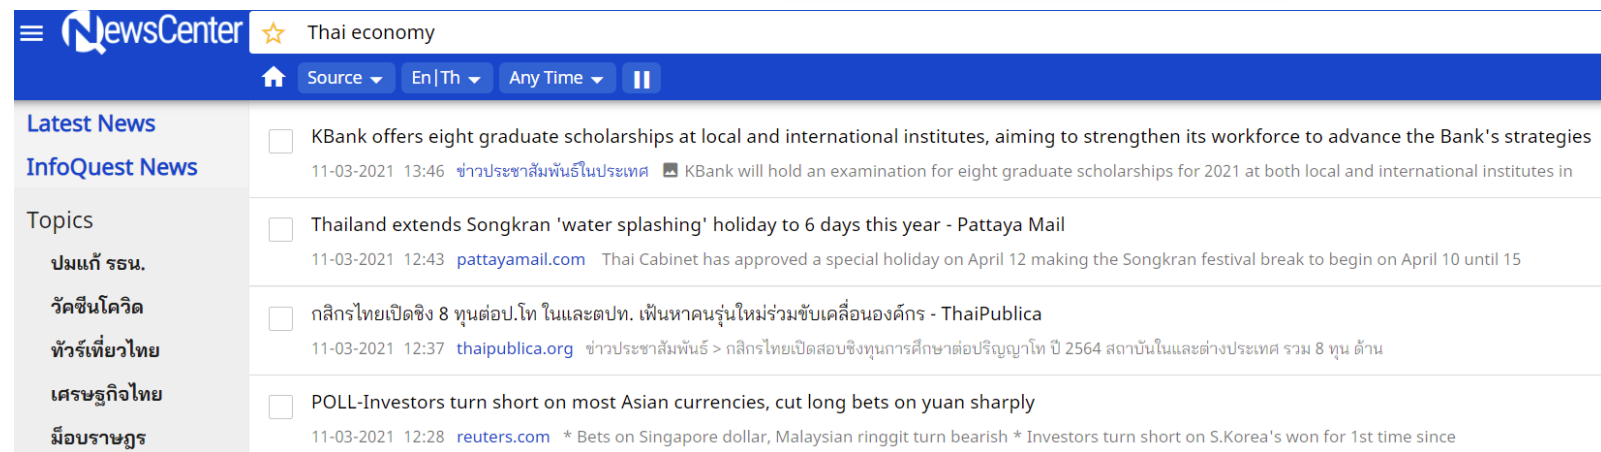 NewsCenter
Thai economy
Source
En|Th
Any Time
Latest News
InfoQuest News
Topics
ปมแก้ รธน.
วัคซีนโควิด
ทัวร์เที่ยวไทย
เศรษฐกิจไทย
ม็อบราษฎร
KBank offers eight graduate scholarships at local and international institutes, aiming to strengthen its workforce to advance the Bank's strategies
11-03-2021 13:46 ข่าวประชาสัมพันธ์ในประเทศ KBank will hold an examination for eight graduate scholarships for 2021 at both local and international institutes in
Thailand extends Songkran 'water splashing' holiday to 6 days this year - Pattaya Mail
11-03-2021 12:43 pattayamail.com Thai Cabinet has approved a special holiday on April 12 making the Songkran festival break to begin on April 10 until 15
กสิกรไทยเปิดชิง 8 ทุนต่อป.โท ในและตปท. เฟ้นหาคนรุ่นใหม่ร่วมขับเคลื่อนองค์กร - ThaiPublica
11-03-2021 12:37 thaipublica.org ข่าวประชาสัมพันธ์ > กสิกรไทยเปิดสอบชิงทุนการศึกษาต่อปริญญาโท ปี 2564 สถาบันในและต่างประเทศ รวม 8 ทุน ด้าน
POLL-Investors turn short on most Asian currencies, cut long bets on yuan sharply
11-03-2021 12:28 reuters.com * Bets on Singapore dollar, Malaysian ringgit turn bearish * Investors turn short on S.Korea's won for 1st time since